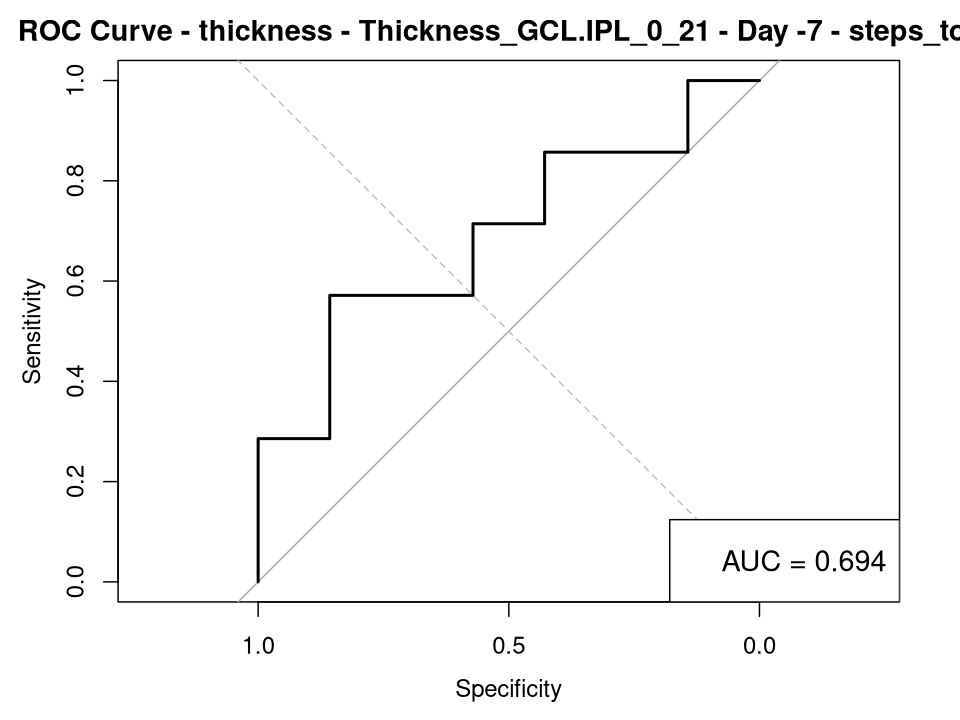 ROC Curve - thickness - Thickness_GCL.IPL_0_21 - Day -7 - steps_to
Sensitivity
1.0
0.8
0.6
0.4
0.2
0.0
AUC = 0.694
1.0 0.5 0.0
Specificity